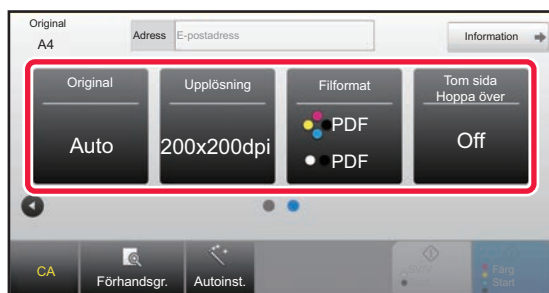 Original
A4
Adress
E-postadress
Information
Original
Auto
Upplösning
200x200dpi
Filformat
PDF
PDF
Tom sida
Hoppa över
Off
CA
Förhandsgr.
Autoinst.
Färg
Start